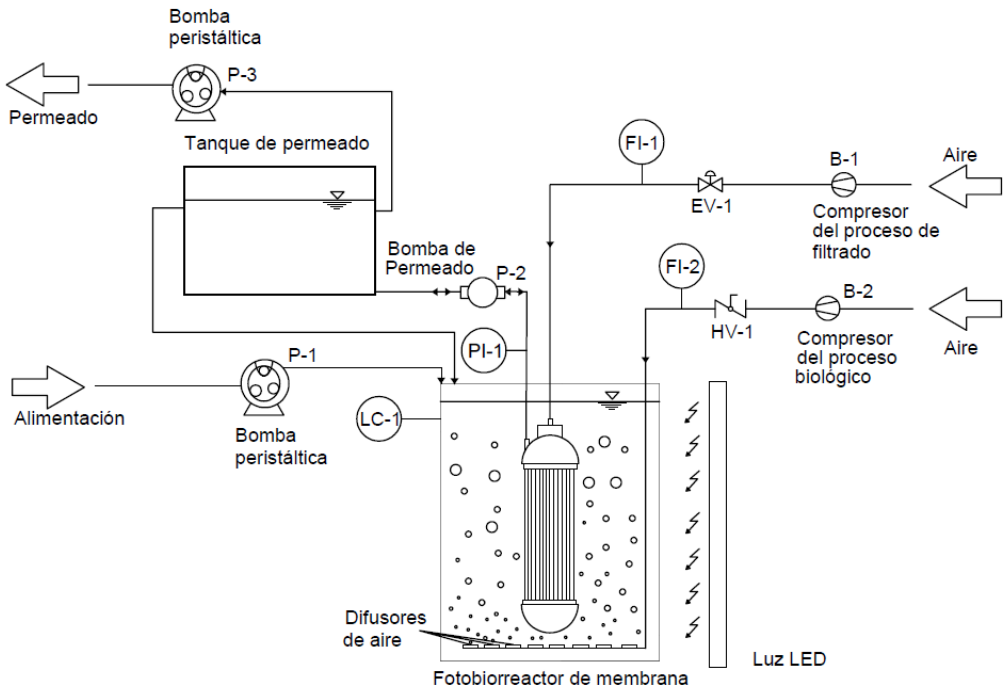 Bomba
peristáltica
P-3
Permeado
Tanque de permeado
FI-1
B-1
Aire
EV-1
Compresor
del proceso de
filtrado
Bomba de
Permeado
P-2
FI-2
B-2
HV-1
Aire
Compresor
del proceso
biológico
PI-1
P-1
Alimentación
LC-1
Bomba
peristáltica
Difusores
de aire
Luz LED
Fotobiorreactor de membrana